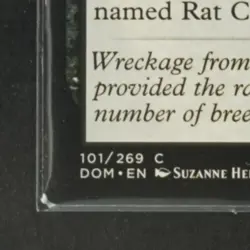 named Rat C
Wreckage from
provided the ra
number of bree
101/269 C
DOM • EN SUZANNE HE